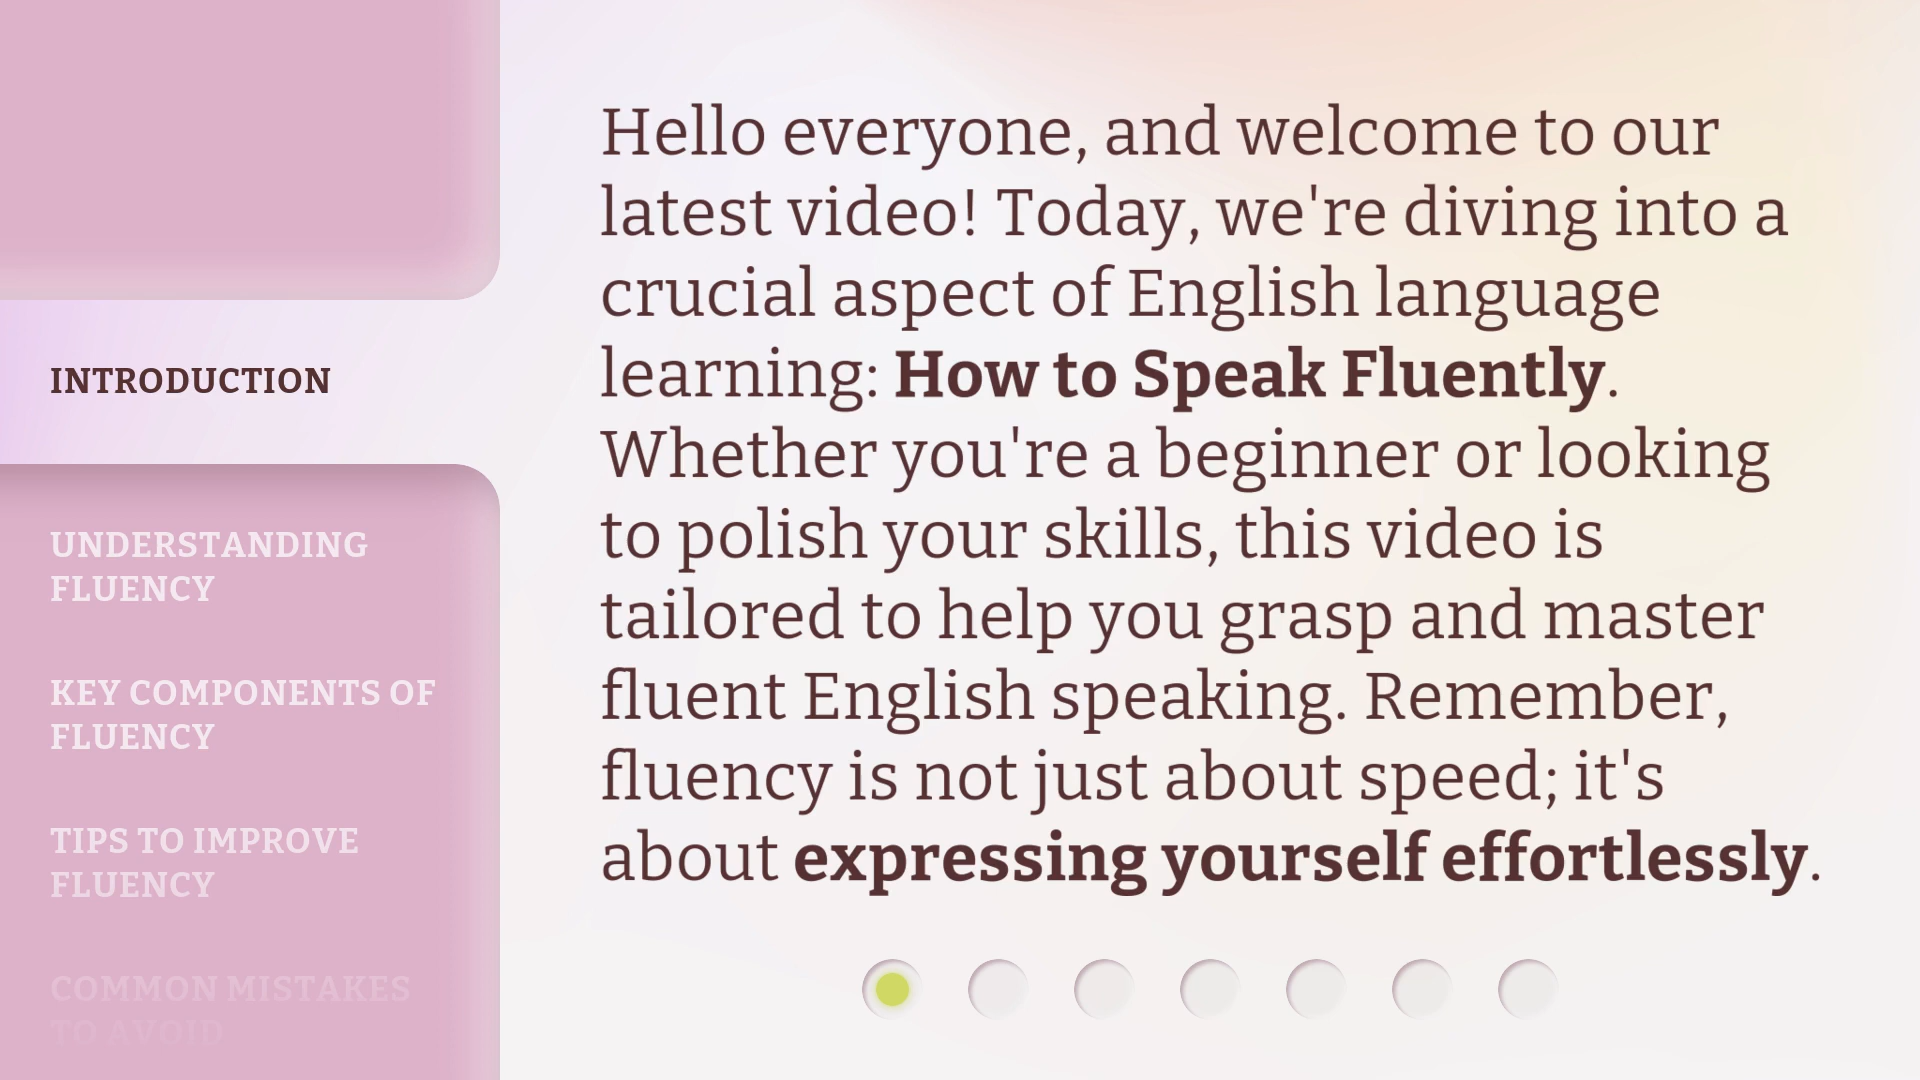 INTRODUCTION
UNDERSTANDING
FLUENCY
KEY COMPONENTS OF
FLUENCY
TIPS TO IMPROVE
FLUENCY
COMMON MISTAKES
TO AVOID
Hello everyone, and welcome to our
latest video! Today, we're diving into a
crucial aspect of English language
learning: How to Speak Fluently.
Whether you're a beginner or looking
to polish your skills, this video is
tailored to help you grasp and master
fluent English speaking. Remember,
fluency is not just about speed; it's
about expressing yourself effortlessly.